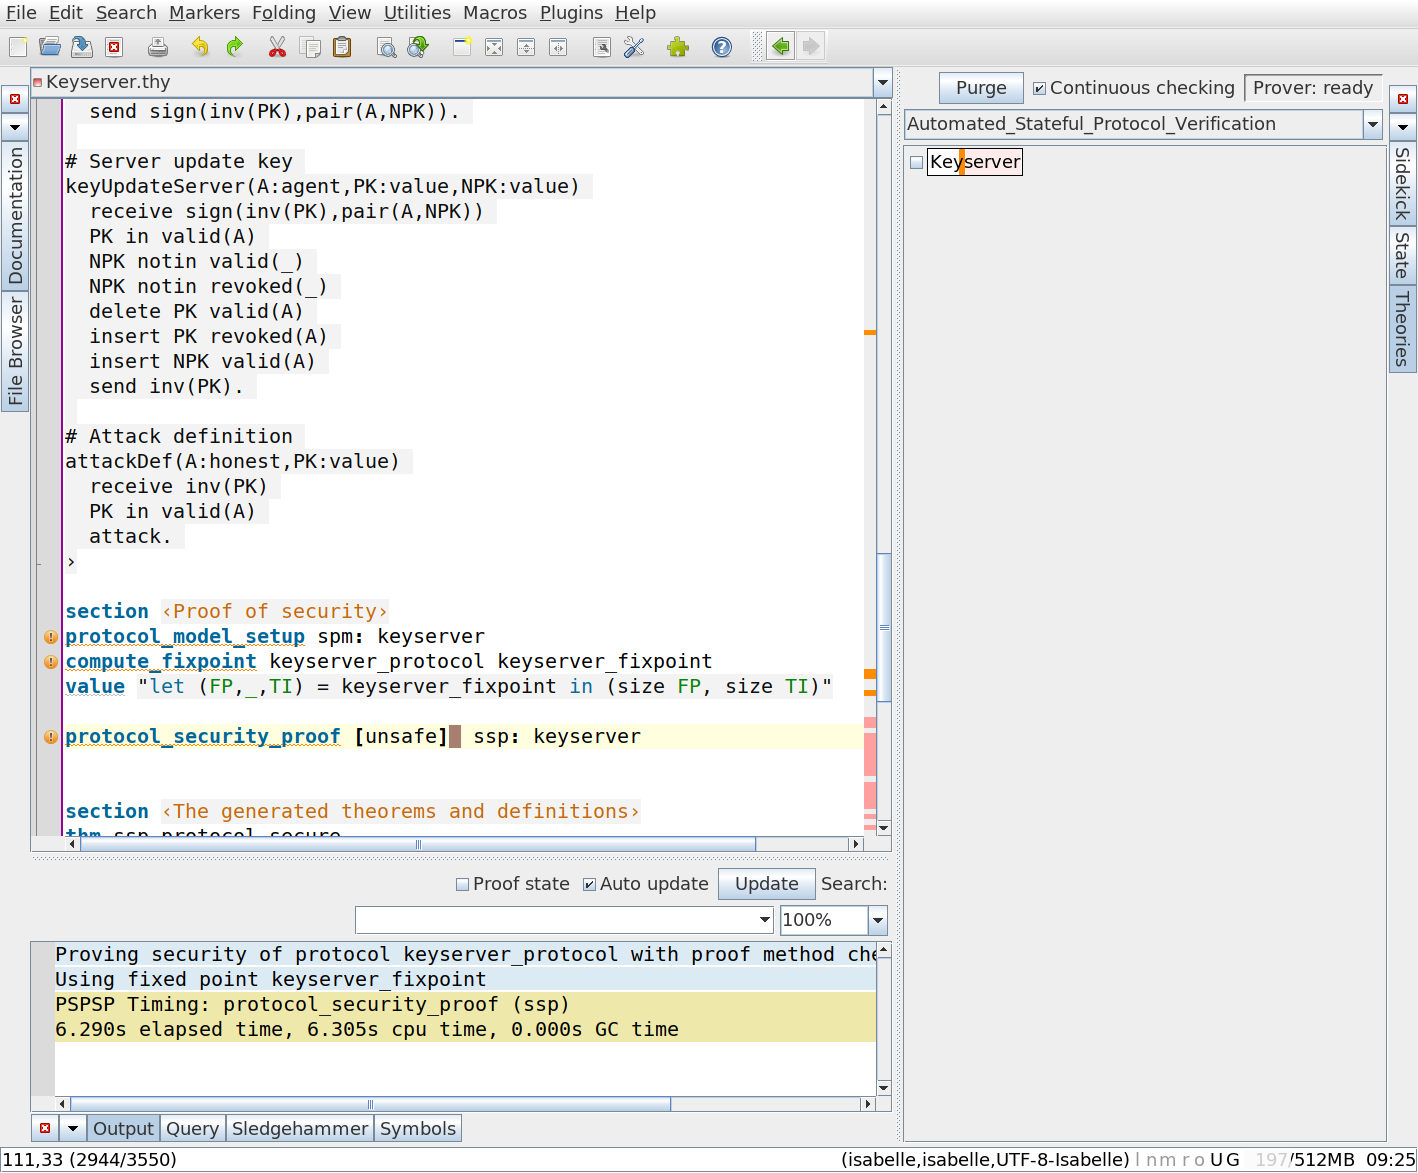 File Edit Search Markers Folding View Utilities Macros Plugins Help
Keyserver.thy
Purge Continuous checking Prover: ready
Automated_Stateful_Protocol_Verification
Keyserver
Documentation
File Browser
Sidekick
State
Theories
send sign(inv(PK),pair(A,NPK)).
# Server update key
keyUpdateServer(A:agent,PK:value,NPK:value)
receive sign(inv(PK),pair(A,NPK))
PK in valid(A)
NPK notin valid(_)
NPK notin revoked(_)
delete PK valid(A)
insert PK revoked(A)
insert NPK valid(A)
send inv(PK).
# Attack definition
attackDef(A:honest,PK:value)
receive inv(PK)
PK in valid(A)
attack.
›
section ‹Proof of security›
protocol_model_setup spm: keyserver
compute_fixpoint keyserver_protocol keyserver_fixpoint
value "let (FP,_,TI) = keyserver_fixpoint in (size FP, size TI)"
protocol_security_proof [unsafe] ssp: keyserver
section ‹The generated theorems and definitions›
thm ssp.protocol_secure
Proof state Auto update Update Search:
100%
Proving security of protocol keyserver_protocol with proof method che
Using fixed point keyserver_fixpoint
PSPSP Timing: protocol_security_proof (ssp)
6.290s elapsed time, 6.305s cpu time, 0.000s GC time
Output Query Sledgehammer Symbols
111,33 (2944/3550) (isabelle,isabelle,UTF-8-Isabelle) l n m r o U G 197/512MB 09:25